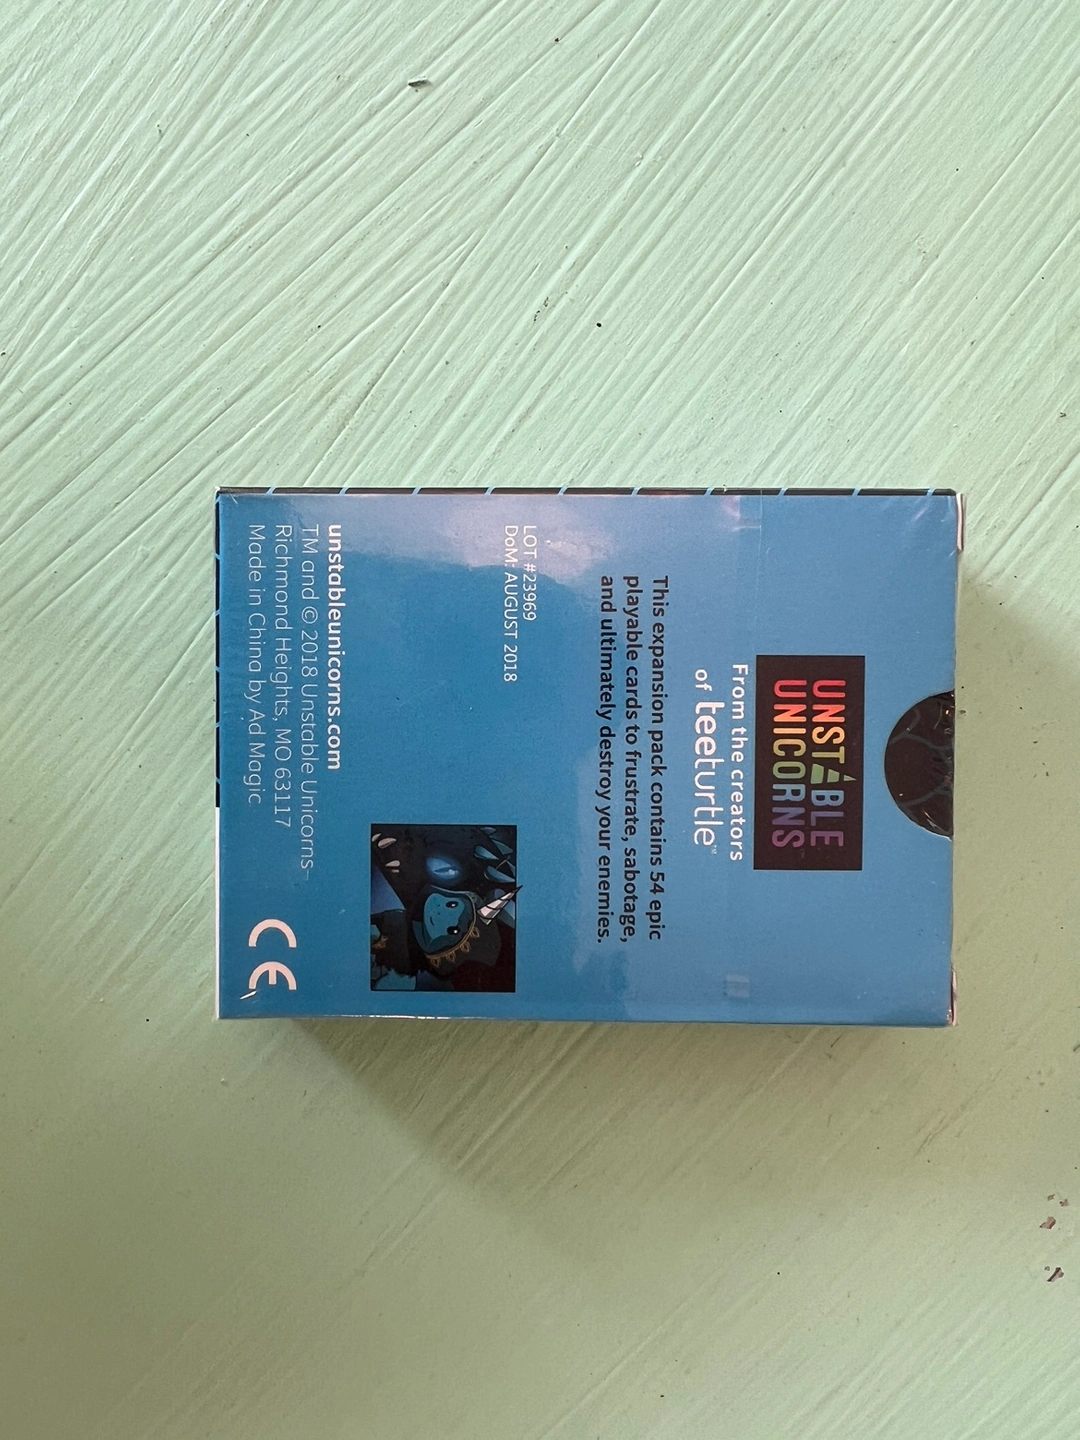 UNSTABLE
UNICORNS
From the creators
of teeturtle™
This expansion pack contains 54 epic
playable cards to frustrate, sabotage,
and ultimately destroy your enemies.
LOT #23969
DoM: AUGUST 2018
unstableunicorns.com
TM and © 2018 Unstable Unicorns–
Richmond Heights, MO 63117
Made in China by Ad Magic
CE